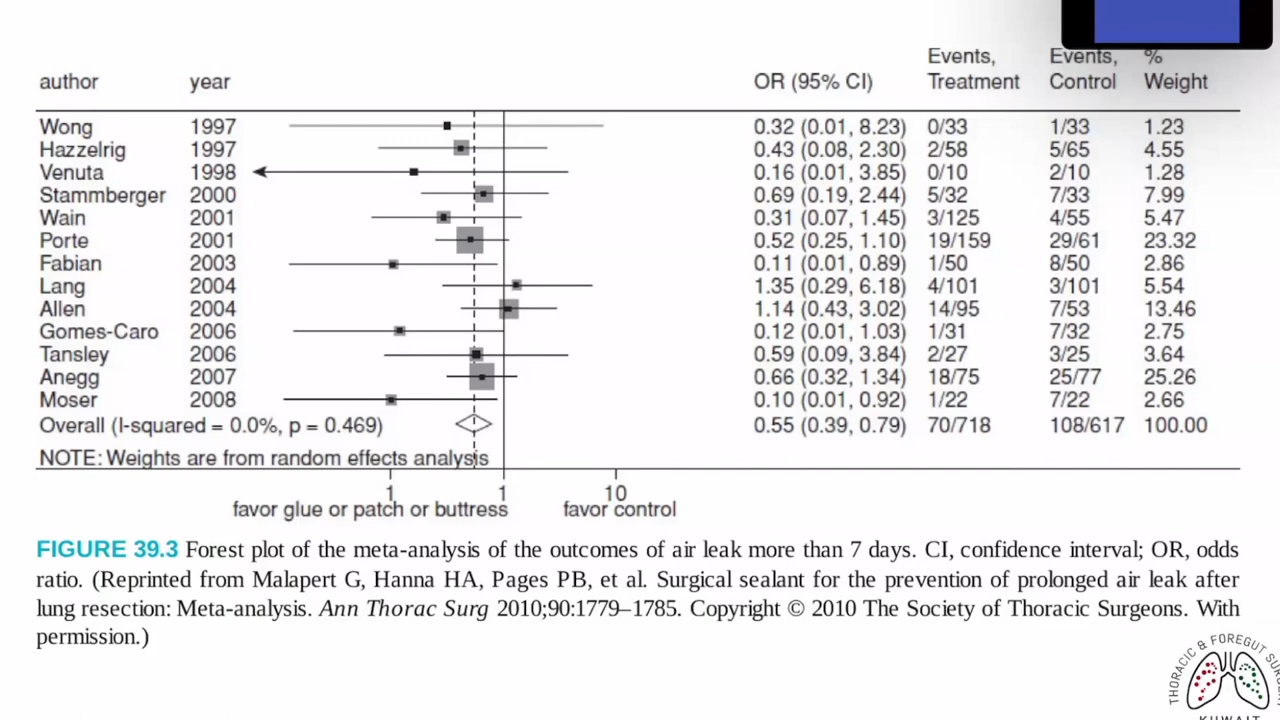 author year OR (95% CI) Events, Treatment Events, Control % Weight
Wong 1997 0.32 (0.01, 8.23) 0/33 1/33 1.23
Hazzelrig 1997 0.43 (0.08, 2.30) 2/58 5/65 4.55
Venuta 1998 0.16 (0.01, 3.85) 0/10 2/10 1.28
Stammberger 2000 0.69 (0.19, 2.44) 5/32 7/33 7.99
Wain 2001 0.31 (0.07, 1.45) 3/125 4/55 5.47
Porte 2001 0.52 (0.25, 1.10) 19/159 29/61 23.32
Fabian 2003 0.11 (0.01, 0.89) 1/50 8/50 2.86
Lang 2004 1.35 (0.29, 6.18) 4/101 3/101 5.54
Allen 2004 1.14 (0.43, 3.02) 14/95 7/53 13.46
Gomes-Caro 2006 0.12 (0.01, 1.03) 1/31 7/32 2.75
Tansley 2006 0.59 (0.09, 3.84) 2/27 3/25 3.64
Anegg 2007 0.66 (0.32, 1.34) 18/75 25/77 25.26
Moser 2008 0.10 (0.01, 0.92) 1/22 7/22 2.66
Overall (I-squared = 0.0%, p = 0.469) 0.55 (0.39, 0.79) 70/718 108/617 100.00
NOTE: Weights are from random effects analysis
1 1 10
favor glue or patch or buttress favor control
FIGURE 39.3 Forest plot of the meta-analysis of the outcomes of air leak more than 7 days. CI, confidence interval; OR, odds
ratio. (Reprinted from Malapert G, Hanna HA, Pages PB, et al. Surgical sealant for the prevention of prolonged air leak after
lung resection: Meta-analysis. Ann Thorac Surg 2010;90:1779–1785. Copyright © 2010 The Society of Thoracic Surgeons. With
permission.)
THORACIC & FOREGUT
KUWAIT